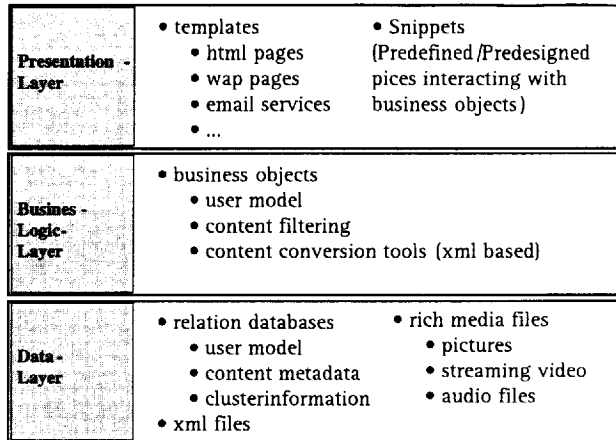 Presentation -
Layer
• templates
• html pages
• wap pages
• email services
• ...
• Snippets
(Predefined/Predesigned
pices interacting with
business objects)
Busines -
Logic-
Layer
• business objects
• user model
• content filtering
• content conversion tools (xml based)
Data -
Layer
• relation databases
• user model
• content metadata
• clusterinformation
• xml files
• rich media files
• pictures
• streaming video
• audio files